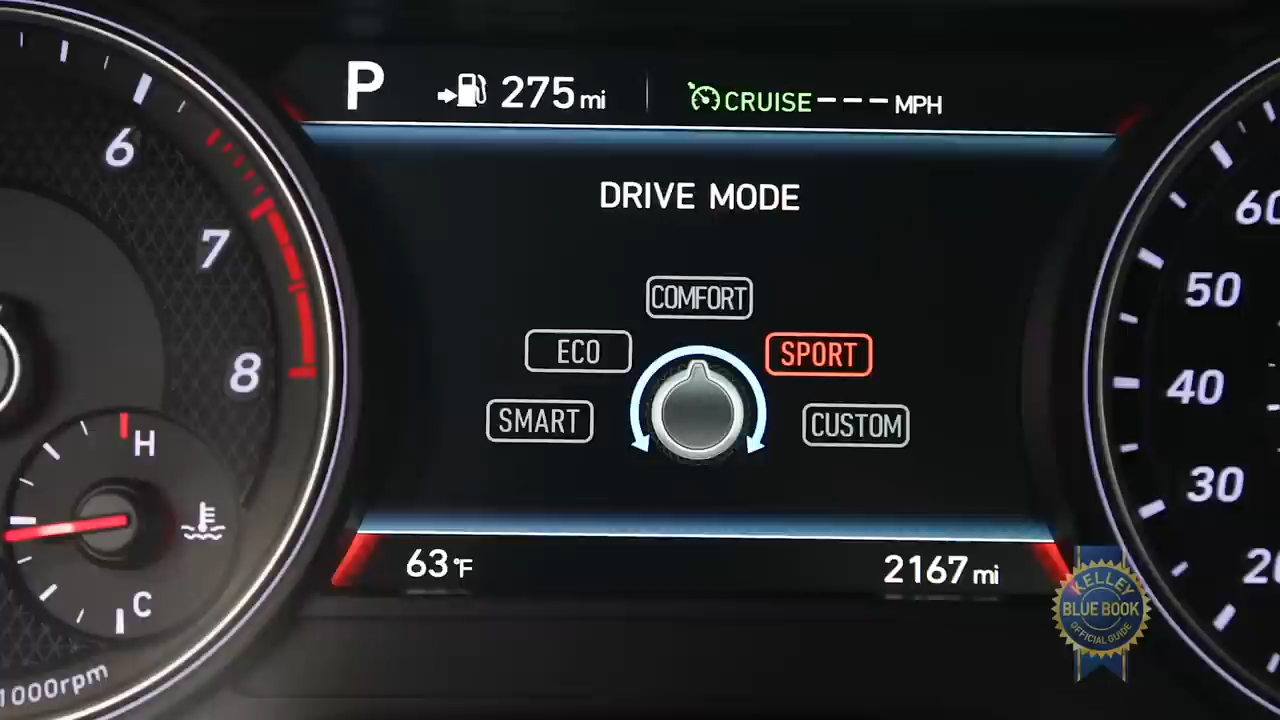 P 275 mi CRUISE --- MPH
DRIVE MODE
COMFORT
ECO
SPORT
SMART
CUSTOM
63 °F
2167 mi
6
7
8
H
C
1000rpm
60
50
40
30
20
KELLEY
BLUE BOOK
OFFICIAL GUIDE